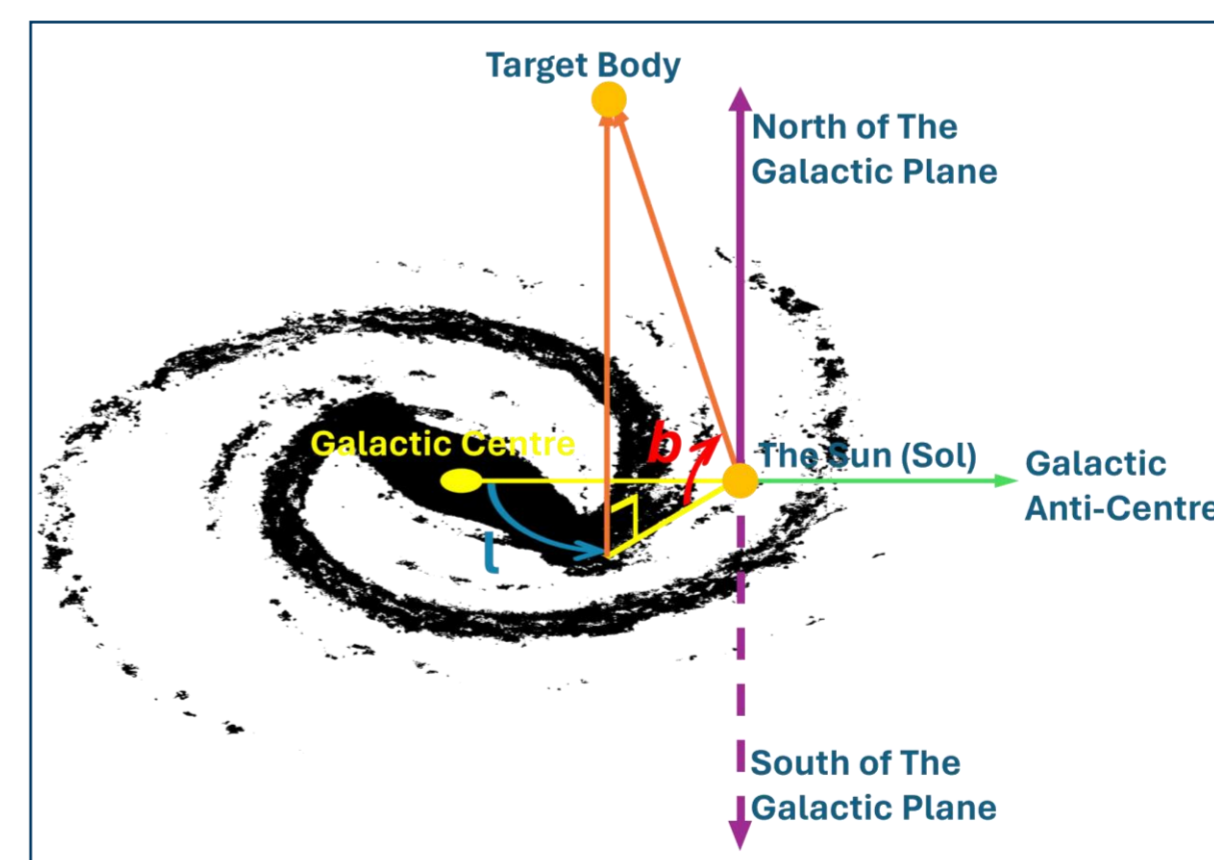 Target Body
North of The
Galactic Plane
Galactic Centre
b
The Sun (Sol)
Galactic
Anti-Centre
l
South of The
Galactic Plane